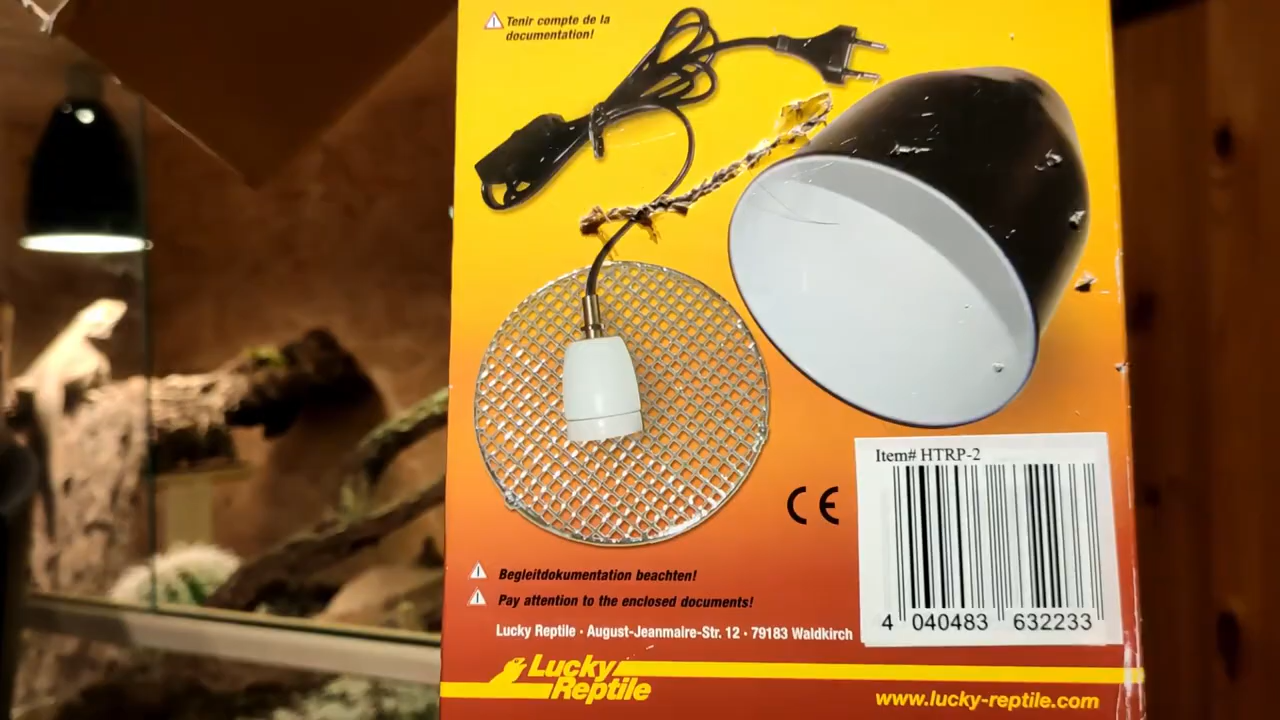 Tenir compte de la
documentation!
CE
Item# HTRP-2
4 040483 632233
Begleitdokumentation beachten!
Pay attention to the enclosed documents!
Lucky Reptile · August-Jeanmaire-Str. 12 · 79183 Waldkirch
Lucky
Reptile
www.lucky-reptile.com